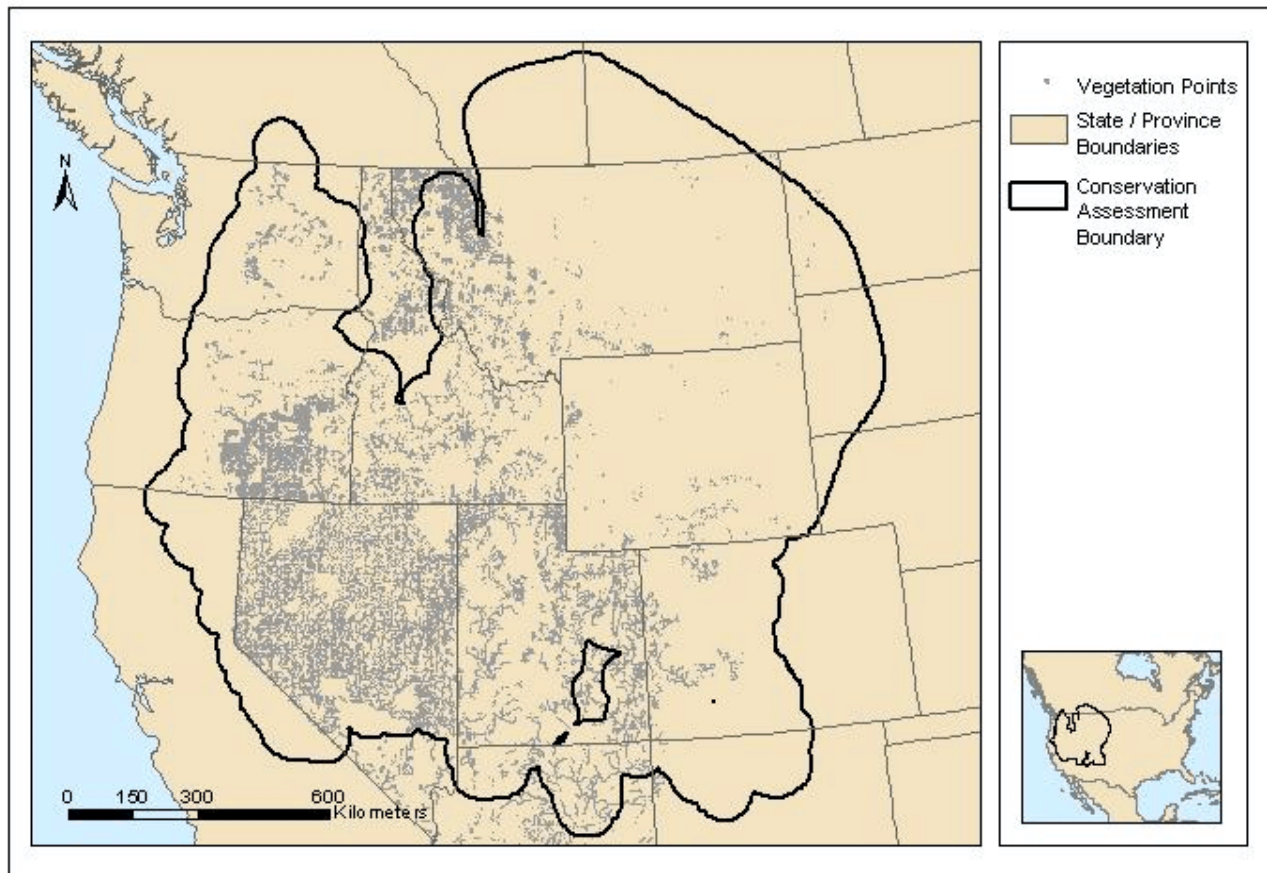 Vegetation Points
State / Province
Boundaries
Conservation
Assessment
Boundary
N
0 150 300 600
Kilometers